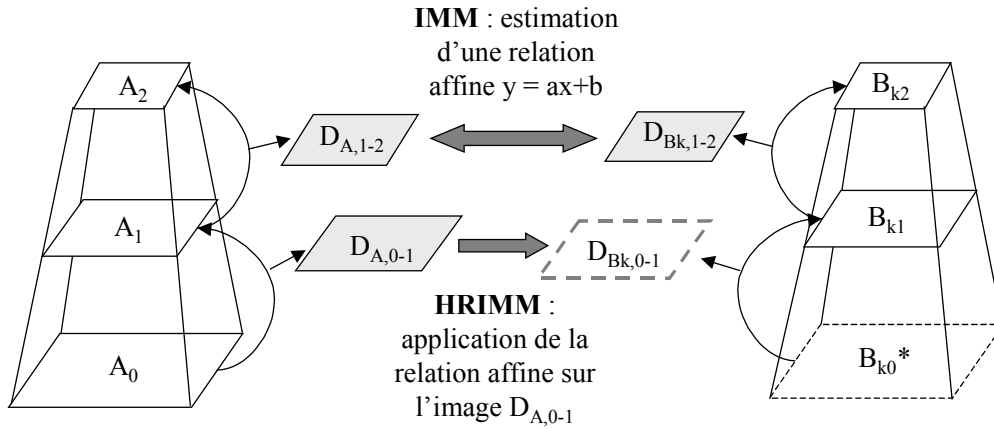 IMM : estimation
d'une relation
affine y = ax+b
A2
Bk2
DA,1-2
DBk,1-2
A1
Bk1
DA,0-1
DBk,0-1
HRIMM :
application de la
relation affine sur
l'image DA,0-1
A0
Bk0*